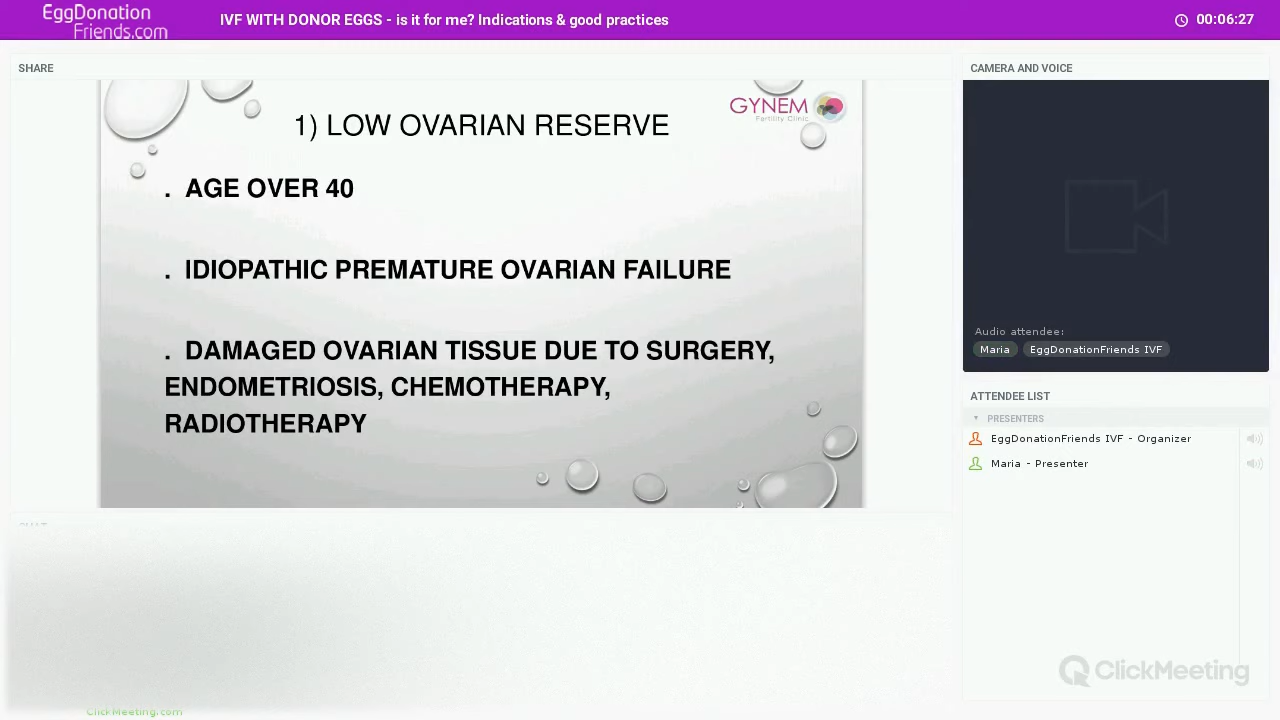 EggDonation
Friends.com
IVF WITH DONOR EGGS - is it for me? Indications & good practices
00:06:27
SHARE
GYNEM
Fertility Clinic
1) LOW OVARIAN RESERVE
. AGE OVER 40
. IDIOPATHIC PREMATURE OVARIAN FAILURE
. DAMAGED OVARIAN TISSUE DUE TO SURGERY,
ENDOMETRIOSIS, CHEMOTHERAPY,
RADIOTHERAPY
CAMERA AND VOICE
Audio attendee:
Maria EggDonationFriends IVF
ATTENDEE LIST
PRESENTERS
EggDonationFriends IVF - Organizer
Maria - Presenter
ClickMeeting
ClickMeeting.com